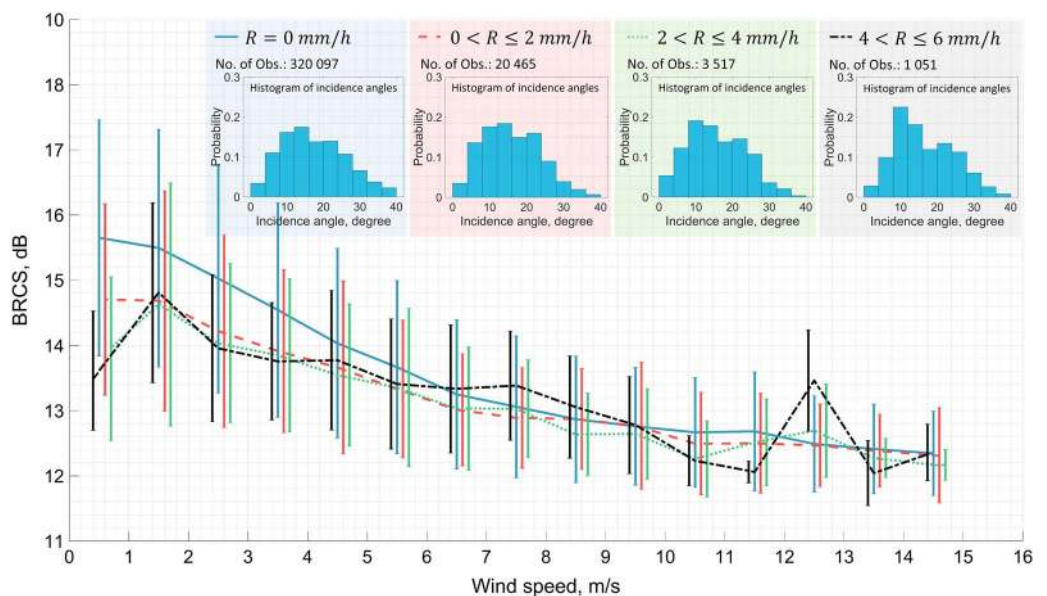 R = 0 mm/h
No. of Obs.: 320 097
Histogram of incidence angles
Probability
0.3
0.2
0.1
0
0 10 20 30 40
Incidence angle, degree
0 < R ≤ 2 mm/h
No. of Obs.: 20 465
Histogram of incidence angles
Probability
0.3
0.2
0.1
0
0 10 20 30 40
Incidence angle, degree
2 < R ≤ 4 mm/h
No. of Obs.: 3 517
Histogram of incidence angles
Probability
0.3
0.2
0.1
0
0 10 20 30 40
Incidence angle, degree
4 < R ≤ 6 mm/h
No. of Obs.: 1 051
Histogram of incidence angles
Probability
0.3
0.2
0.1
0
0 10 20 30 40
Incidence angle, degree
BRCS, dB
10
18
17
16
15
14
13
12
11
0 1 2 3 4 5 6 7 8 9 10 11 12 13 14 15 16
Wind speed, m/s